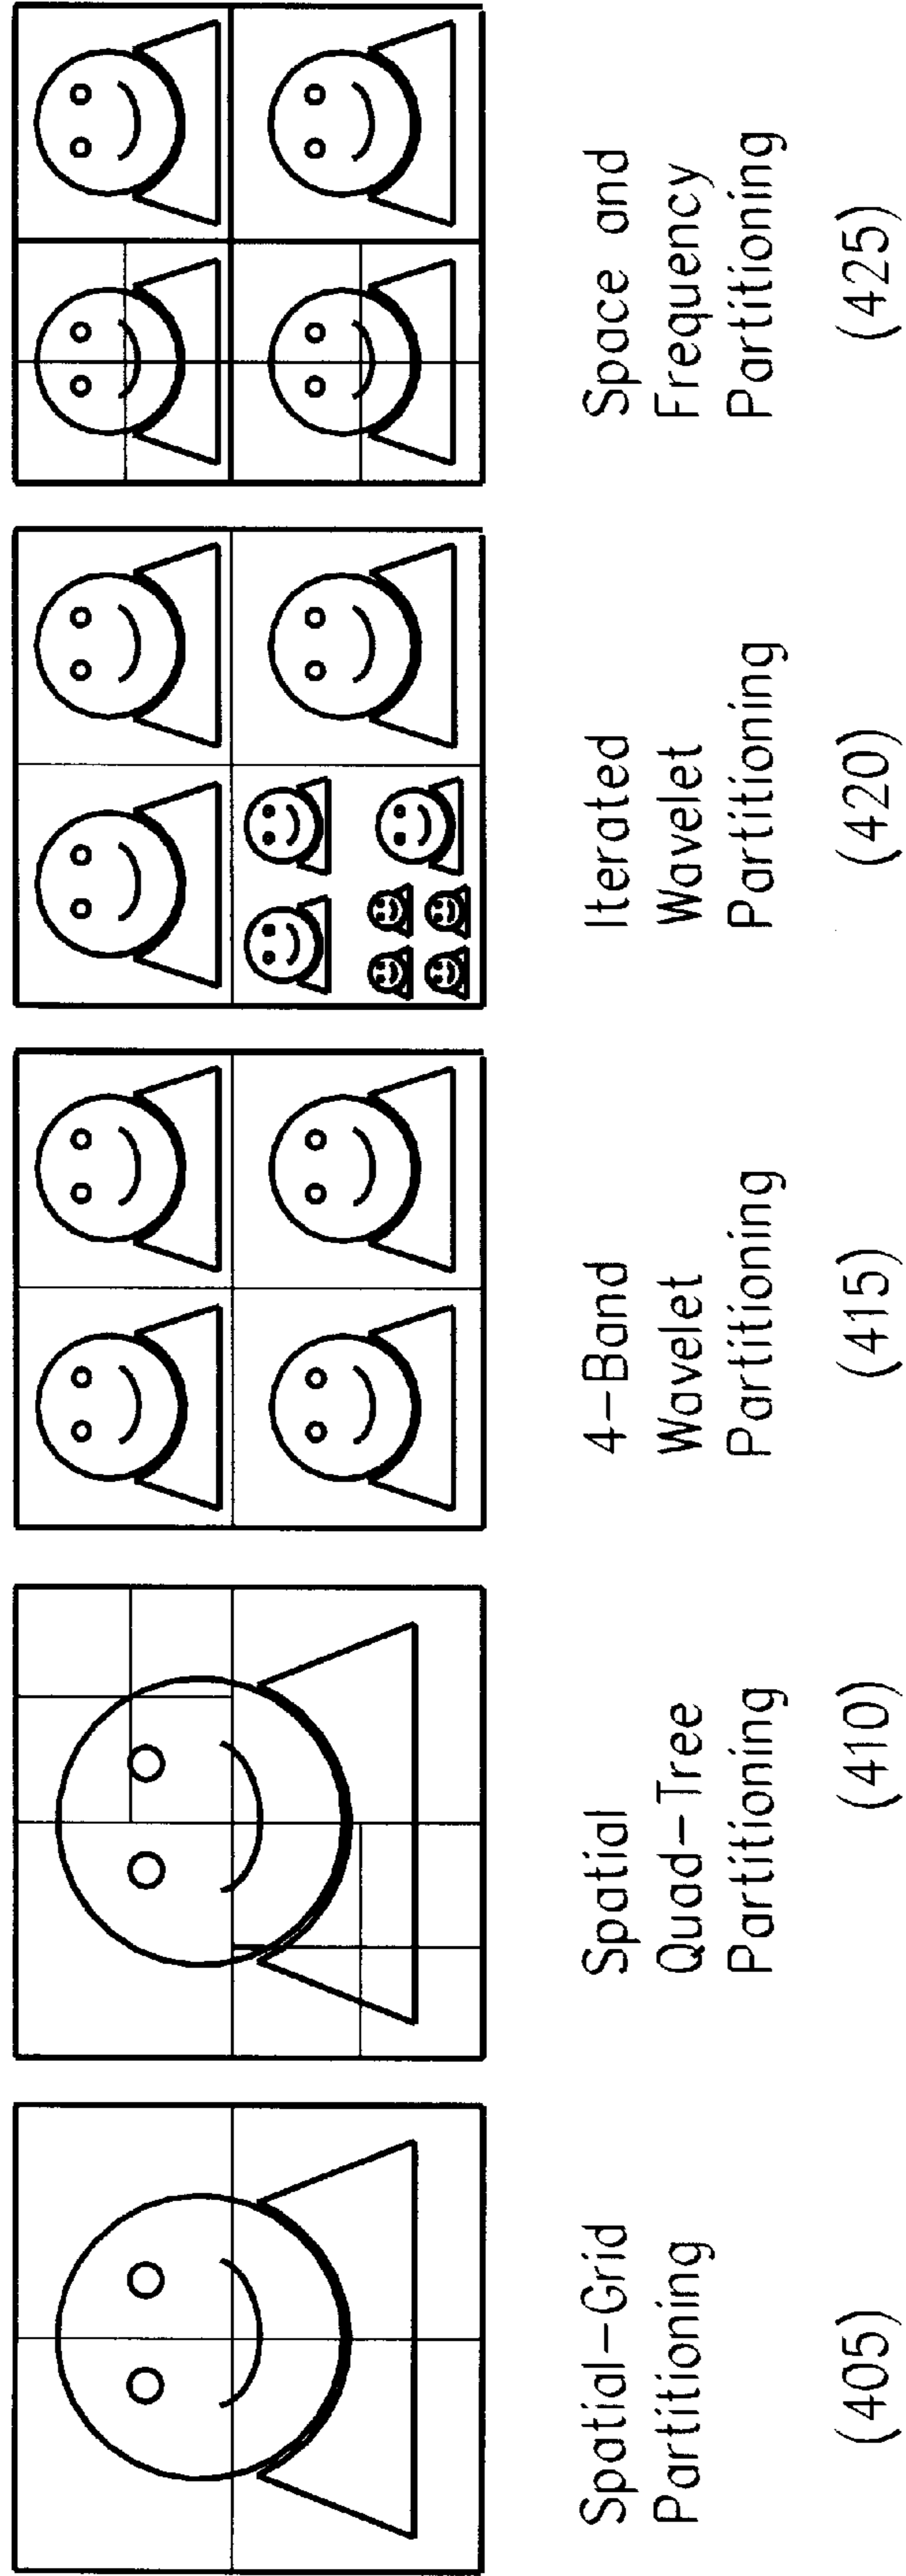 Spatial-Grid
Partitioning
(405)
Spatial
Quad-Tree
Partitioning
(410)
4-Band
Wavelet
Partitioning
(415)
Iterated
Wavelet
Partitioning
(420)
Space and
Frequency
Partitioning
(425)